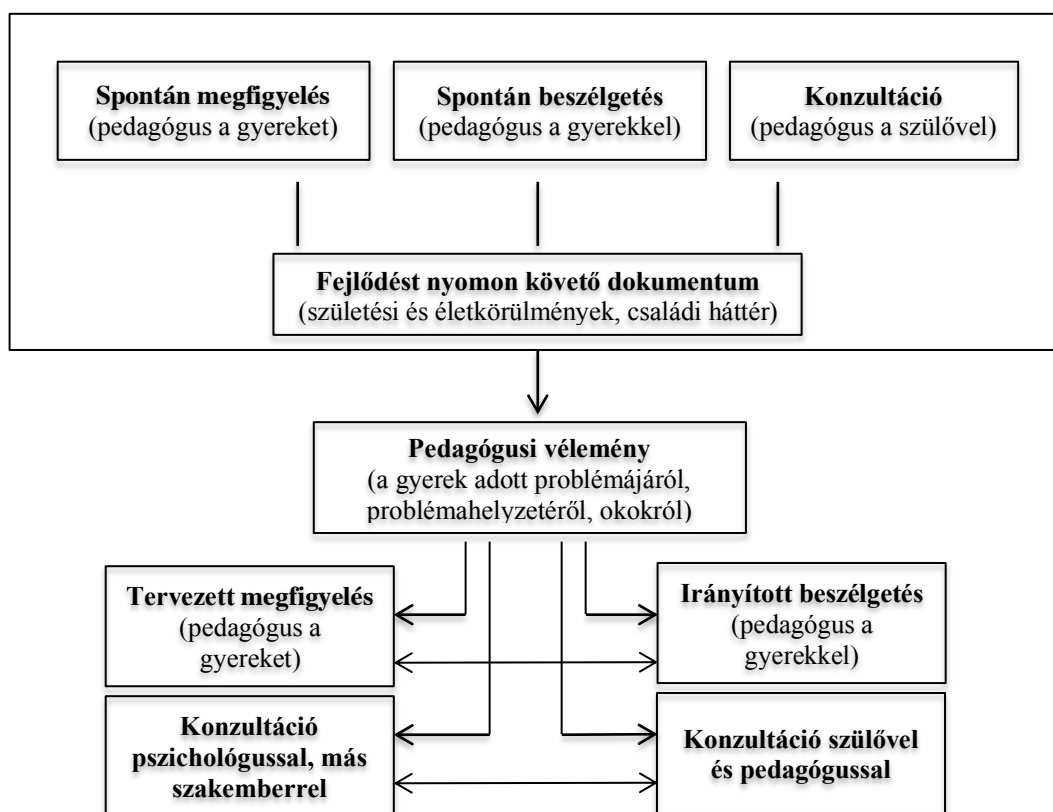 Spontán megfigyelés
(pedagógus a gyereket)
Spontán beszélgetés
(pedagógus a gyerekkel)
Konzultáció
(pedagógus a szülővel)
Fejlődést nyomon követő dokumentum
(születési és életkörülmények, családi háttér)
Pedagógusi vélemény
(a gyerek adott problémájáról,
problémahelyzetéről, okokról)
Tervezett megfigyelés
(pedagógus a
gyereket)
Irányított beszélgetés
(pedagógus a
gyerekkel)
Konzultáció
pszichológussal, más
szakemberrel
Konzultáció szülővel
és pedagógussal